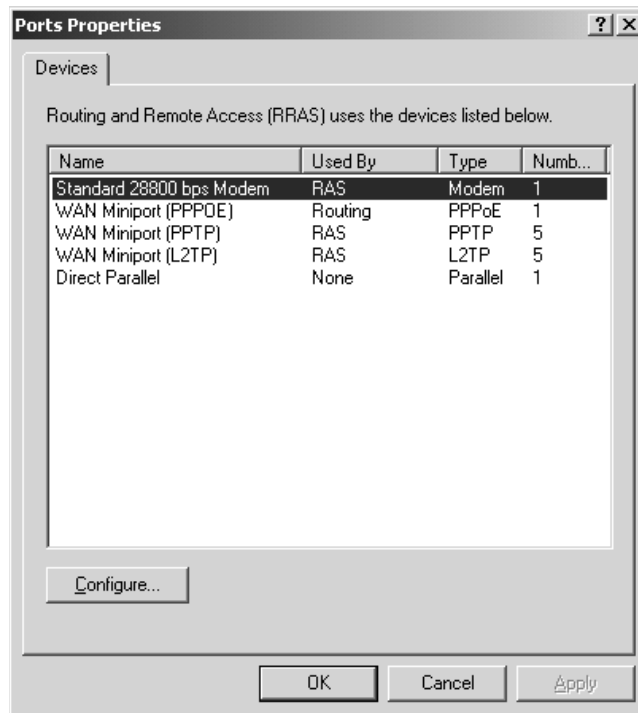 Ports Properties
Devices
Routing and Remote Access (RRAS) uses the devices listed below.
Name Used By Type Numb...
Standard 28800 bps Modem RAS Modem 1
WAN Miniport (PPPOE) Routing PPPoE 1
WAN Miniport (PPTP) RAS PPTP 5
WAN Miniport (L2TP) RAS L2TP 5
Direct Parallel None Parallel 1
Configure...
OK Cancel Apply